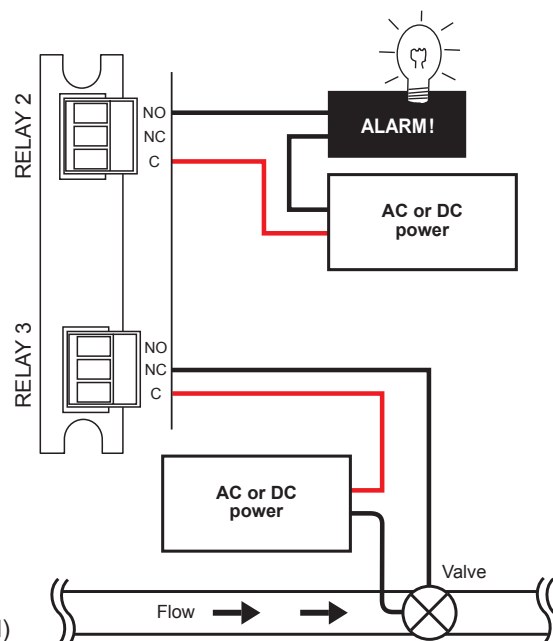 RELAY 2
NO
NC
C
ALARM!
AC or DC
power
RELAY 3
NO
NC
C
AC or DC
power
Valve
Flow
)